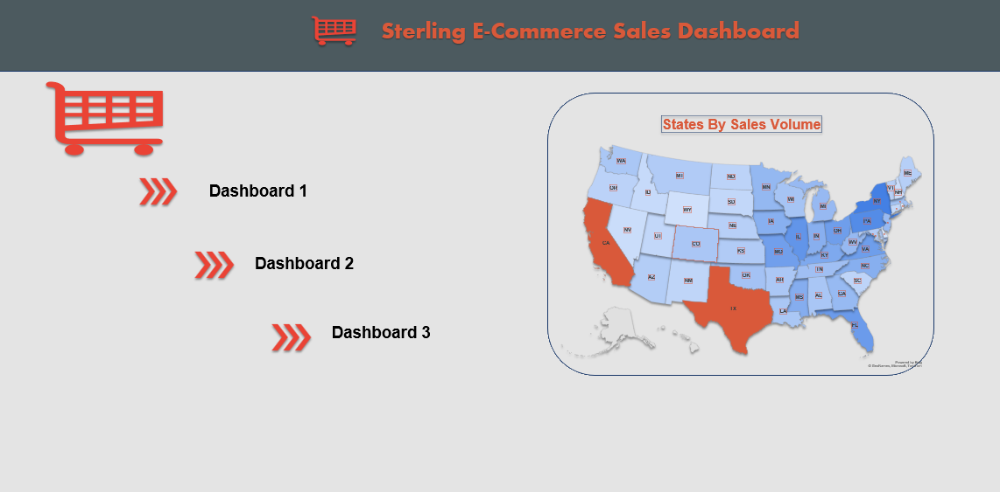 Sterling E-Commerce Sales Dashboard
Dashboard 1
Dashboard 2
Dashboard 3
States By Sales Volume
WA
MT
ND
MN
ME
VT
NH
OR
ID
SD
WI
MI
NY
WY
IA
PA
NV
UT
NE
IL
IN
OH
CA
CO
KS
MO
WV
VA
KY
AZ
NM
OK
AR
TN
NC
SC
TX
LA
MS
AL
GA
FL
Powered by Bing
© GeoNames, Microsoft, TomTom